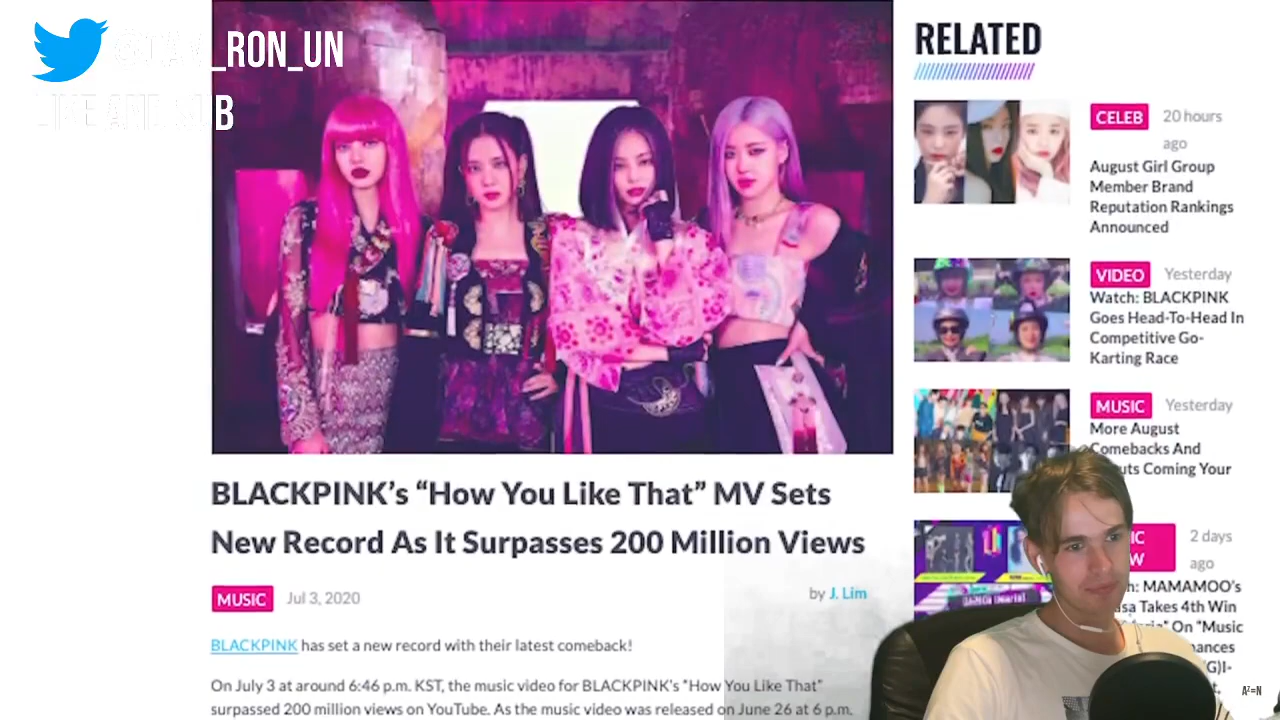 _RON_UN
LIKE AND SUB
RELATED
CELEB 20 hours
ago
August Girl Group
Member Brand
Reputation Rankings
Announced
VIDEO Yesterday
Watch: BLACKPINK
Goes Head-To-Head In
Competitive Go-
Karting Race
MUSIC Yesterday
More August
Comebacks And
Coming Your
2 days
ago
MAMAMOO's
Takes 4th Win
On "Music
BLACKPINK's “How You Like That” MV Sets
New Record As It Surpasses 200 Million Views
MUSIC Jul 3, 2020
by J. Lim
BLACKPINK has set a new record with their latest comeback!
On July 3 at around 6:46 p.m. KST, the music video for BLACKPINK's "How You Like That"
surpassed 200 million views on YouTube. As the music video was released on June 26 at 6 p.m.